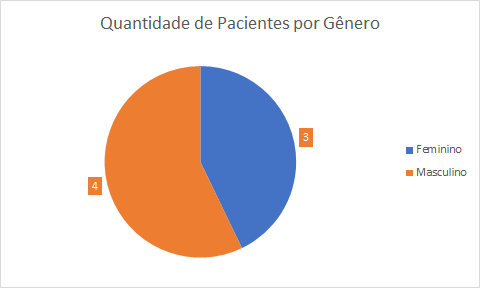 Quantidade de Pacientes por Gênero
3
4
Feminino
Masculino